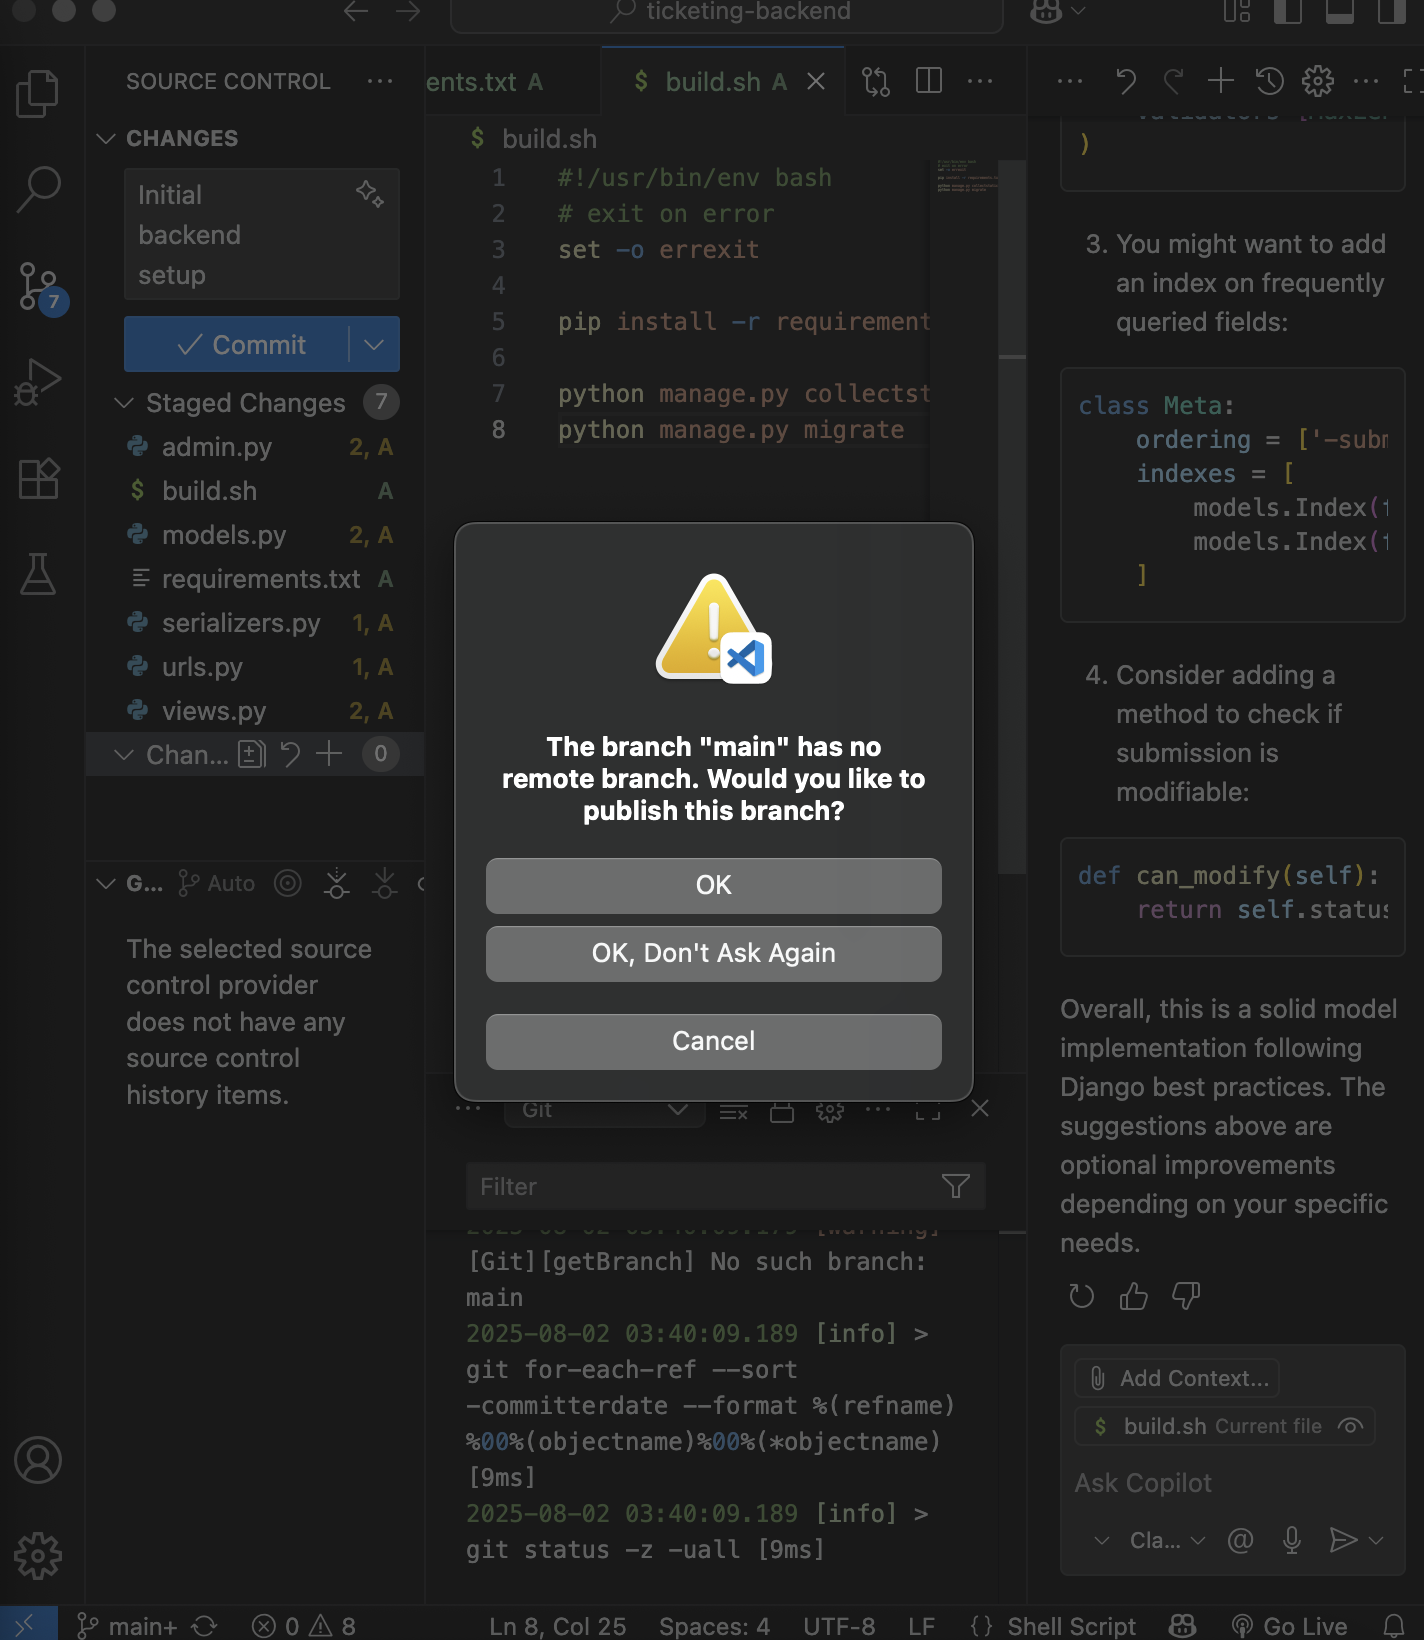 ticketing-backend
SOURCE CONTROL
CHANGES
Initial
backend
setup
7
Commit
Staged Changes 7
admin.py 2, A
$ build.sh A
models.py 2, A
requirements.txt A
serializers.py 1, A
urls.py 1, A
views.py 2, A
Chan... 0
G... Auto
The selected source
control provider
does not have any
source control
history items.
ents.txt A
$ build.sh A
$ build.sh
1 #!/usr/bin/env bash
2 # exit on error
3 set -o errexit
4
5 pip install -r requirement
6
7 python manage.py collectst
8 python manage.py migrate
The branch "main" has no
remote branch. Would you like to
publish this branch?
OK
OK, Don't Ask Again
Cancel
Git
Filter
2025-08-02 03:40:09.179 [warning]
[Git][getBranch] No such branch:
main
2025-08-02 03:40:09.189 [info] >
git for-each-ref --sort
-committerdate --format %(refname)
%00%(objectname)%00%(*objectname)
[9ms]
2025-08-02 03:40:09.189 [info] >
git status -z -uall [9ms]
)
3. You might want to add
an index on frequently
queried fields:
class Meta:
ordering = ['-subm
indexes = [
models.Index(f
models.Index(f
]
4. Consider adding a
method to check if
submission is
modifiable:
def can_modify(self):
return self.status
Overall, this is a solid model
implementation following
Django best practices. The
suggestions above are
optional improvements
depending on your specific
needs.
Add Context...
$ build.sh Current file
Ask Copilot
Cla... @
main+ 0 8 Ln 8, Col 25 Spaces: 4 UTF-8 LF {} Shell Script Go Live